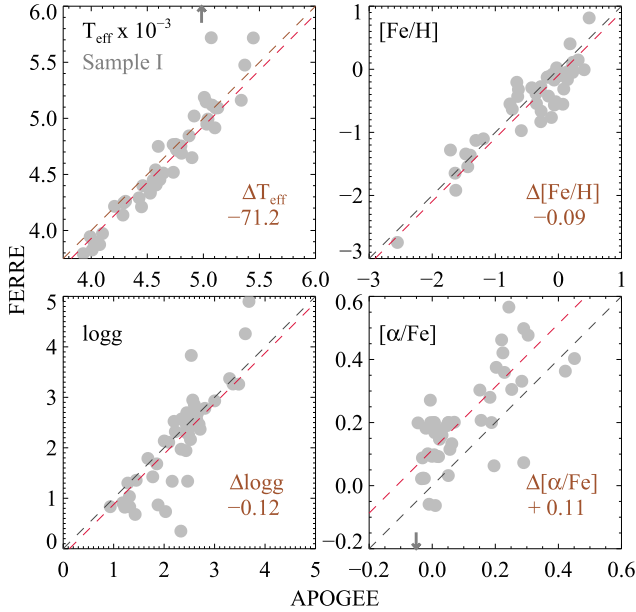 T_eff x 10^−3
Sample I
ΔT_eff
−71.2
6.0
5.5
5.0
4.5
4.0
4.0 4.5 5.0 5.5 6.0
[Fe/H]
Δ[Fe/H]
−0.09
1
0
−1
−2
−3
−3 −2 −1 0 1
FERRE
logg
Δlogg
−0.12
5
4
3
2
1
0
0 1 2 3 4 5
[α/Fe]
Δ[α/Fe]
+ 0.11
0.6
0.4
0.2
0.0
−0.2
−0.2 0.0 0.2 0.4 0.6
APOGEE